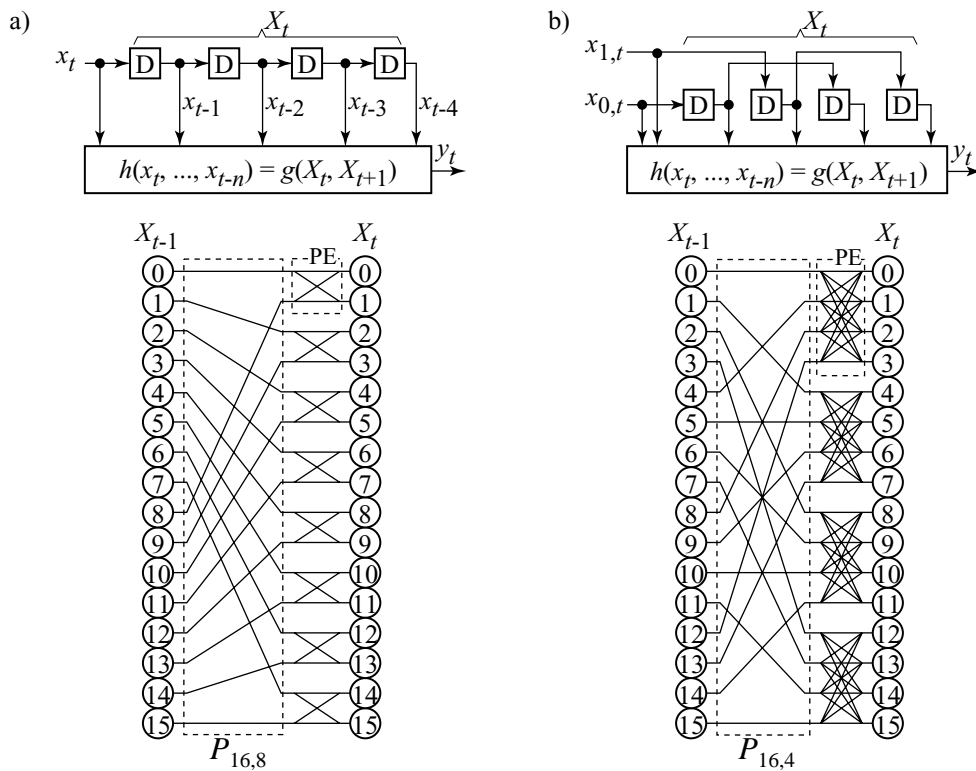 a)
X_t
x_t
D D D D
x_{t-1} x_{t-2} x_{t-3} x_{t-4}
h(x_t, ..., x_{t-n}) = g(X_t, X_{t+1})
y_t
X_{t-1} X_t
PE
0 0
1 1
2 2
3 3
4 4
5 5
6 6
7 7
8 8
9 9
10 10
11 11
12 12
13 13
14 14
15 15
P_{16,8}
b)
X_t
x_{1,t}
x_{0,t}
D D D D
h(x_t, ..., x_{t-n}) = g(X_t, X_{t+1})
y_t
X_{t-1} X_t
PE
0 0
1 1
2 2
3 3
4 4
5 5
6 6
7 7
8 8
9 9
10 10
11 11
12 12
13 13
14 14
15 15
P_{16,4}